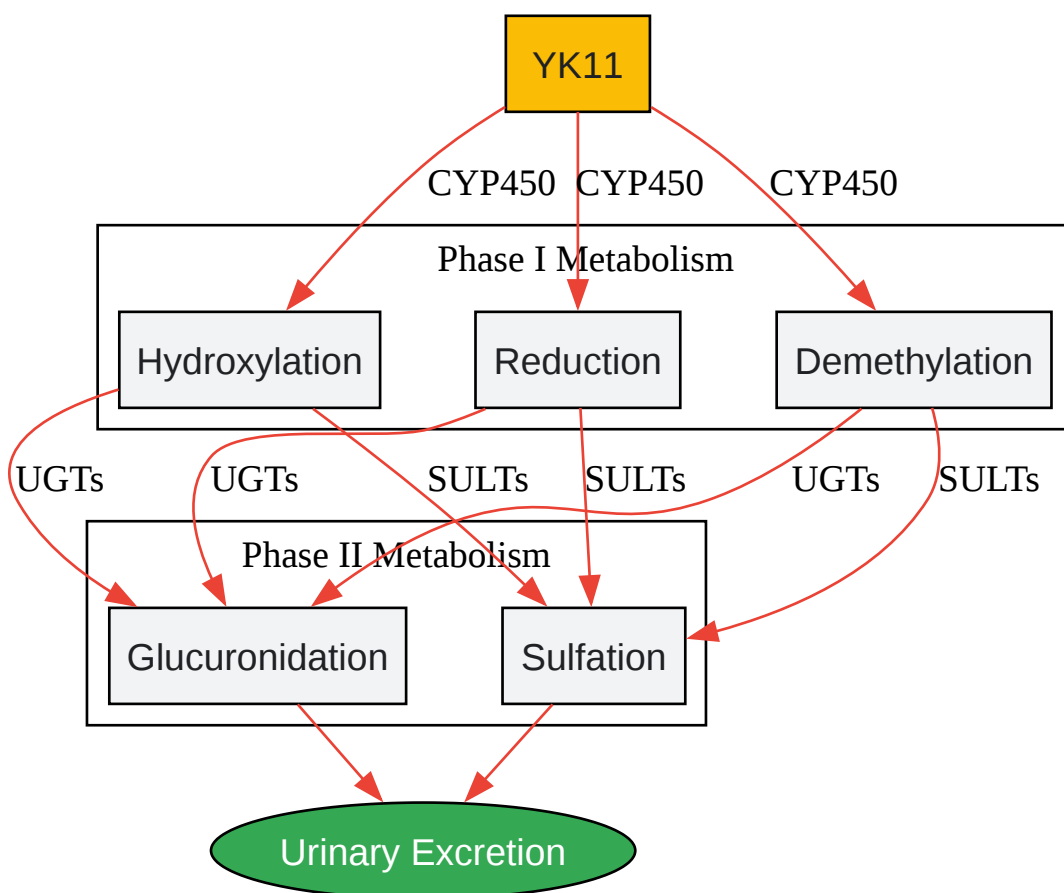 YK11
CYP450 CYP450 CYP450
Phase I Metabolism
Hydroxylation Reduction Demethylation
UGTs UGTs SULTs SULTs UGTs SULTs
Phase II Metabolism
Glucuronidation Sulfation
Urinary Excretion